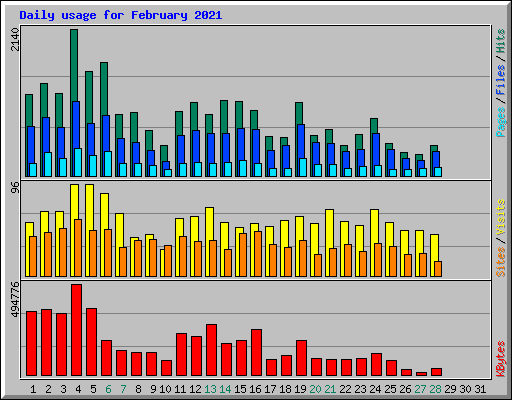 Daily usage for February 2021
2140
Pages / Files / Hits
96
Sites / Visits
494776
KBytes
1 2 3 4 5 6 7 8 9 10 11 12 13 14 15 16 17 18 19 20 21 22 23 24 25 26 27 28 29 30 31